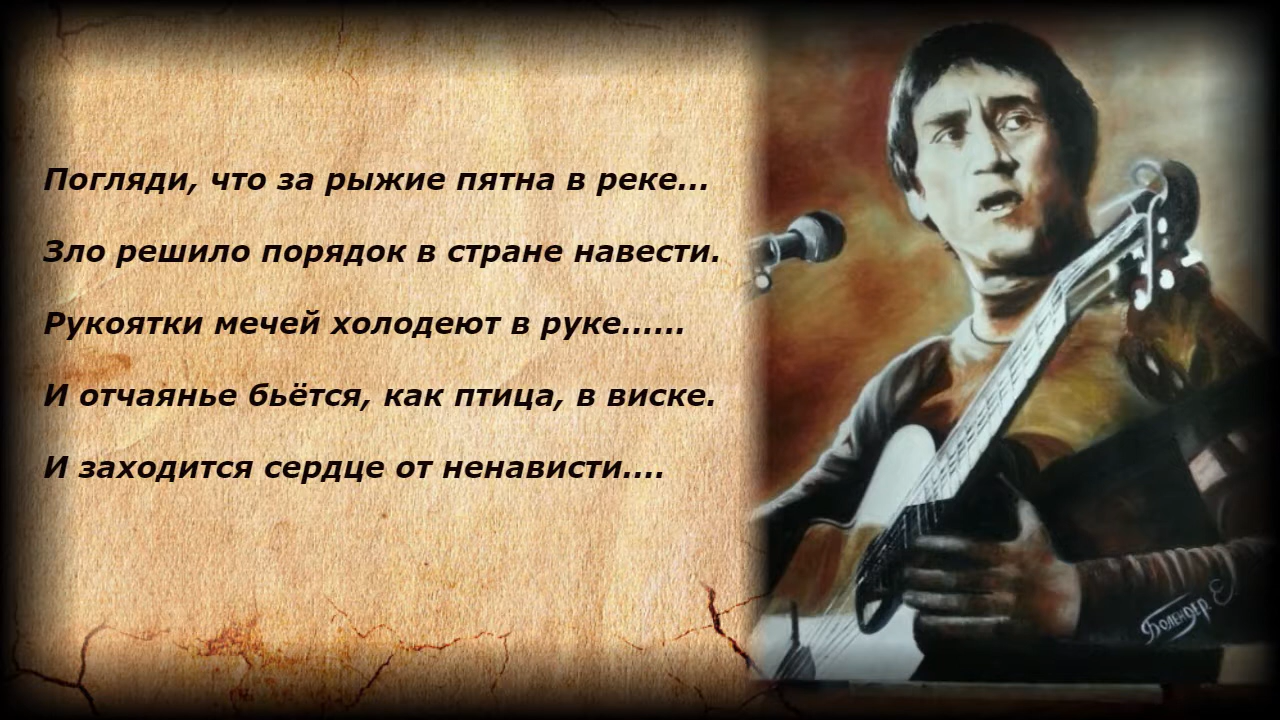 Погляди, что за рыжие пятна в реке...
Зло решило порядок в стране навести.
Рукоятки мечей холодеют в руке......
И отчаянье бьётся, как птица, в виске.
И заходится сердце от ненависти....
Болендер. Е.